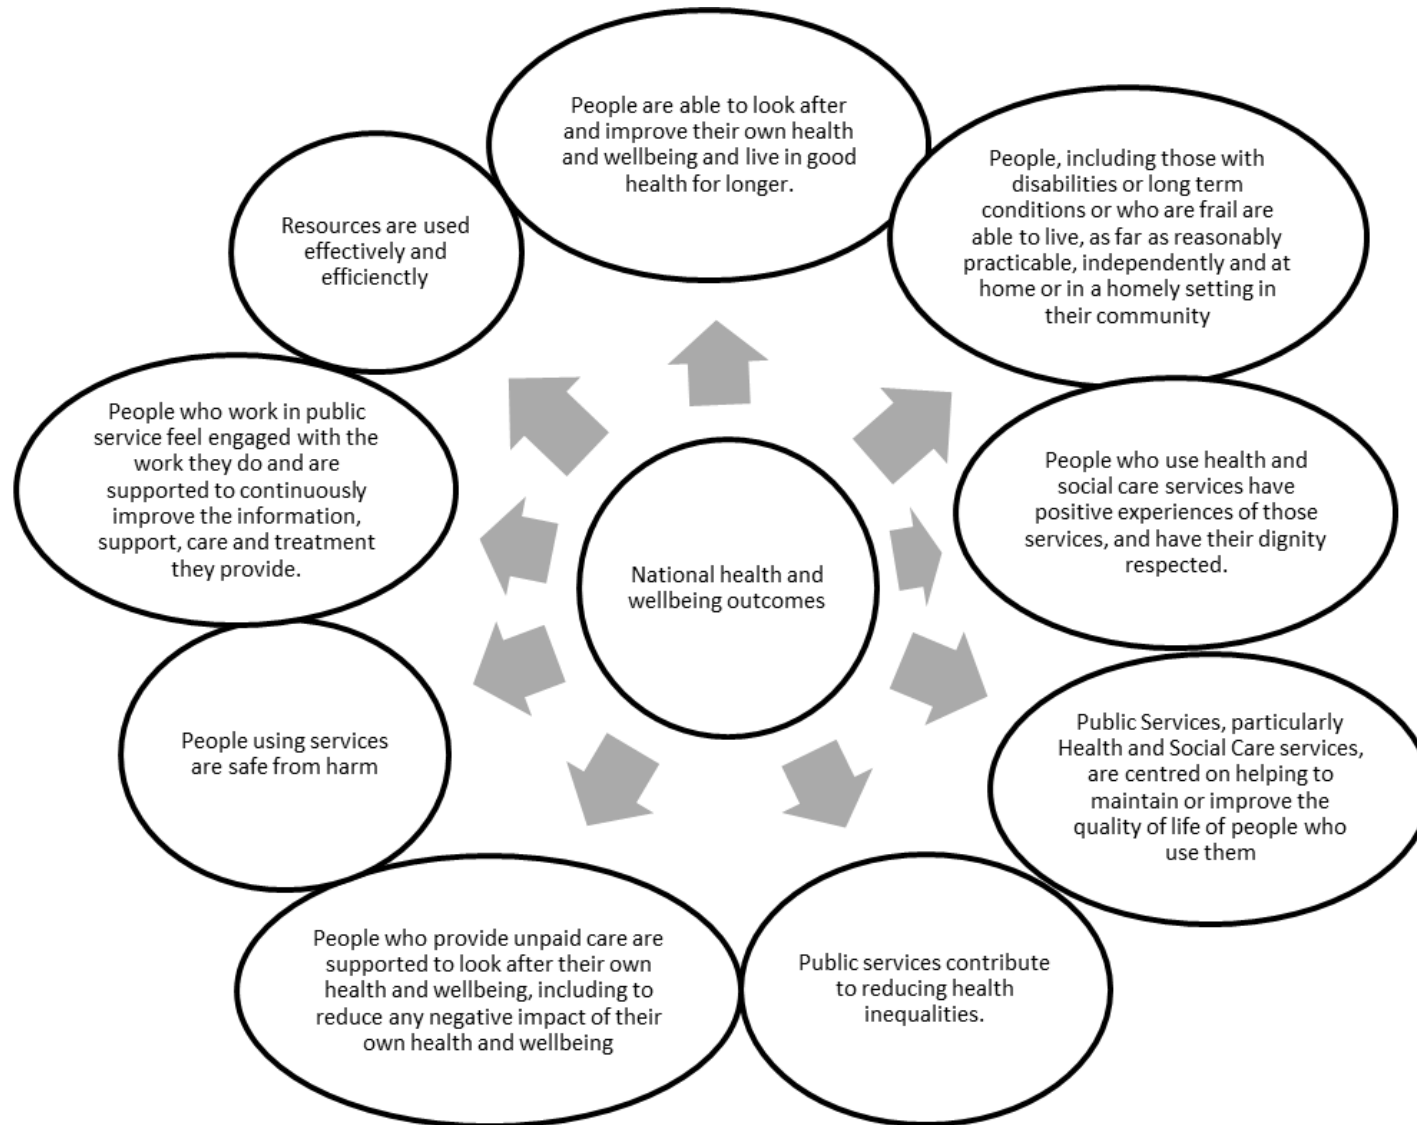 People are able to look after
and improve their own health
and wellbeing and live in good
health for longer.
People, including those with
disabilities or long term
conditions or who are frail are
able to live, as far as reasonably
practicable, independently and at
home or in a homely setting in
their community
People who use health and
social care services have
positive experiences of those
services, and have their dignity
respected.
Public Services, particularly
Health and Social Care services,
are centred on helping to
maintain or improve the
quality of life of people who
use them
Public services contribute
to reducing health
inequalities.
People who provide unpaid care are
supported to look after their own
health and wellbeing, including to
reduce any negative impact of their
own health and wellbeing
People using services
are safe from harm
People who work in public
service feel engaged with the
work they do and are
supported to continuously
improve the information,
support, care and treatment
they provide.
Resources are used
effectively and
efficienctly
National health and
wellbeing outcomes